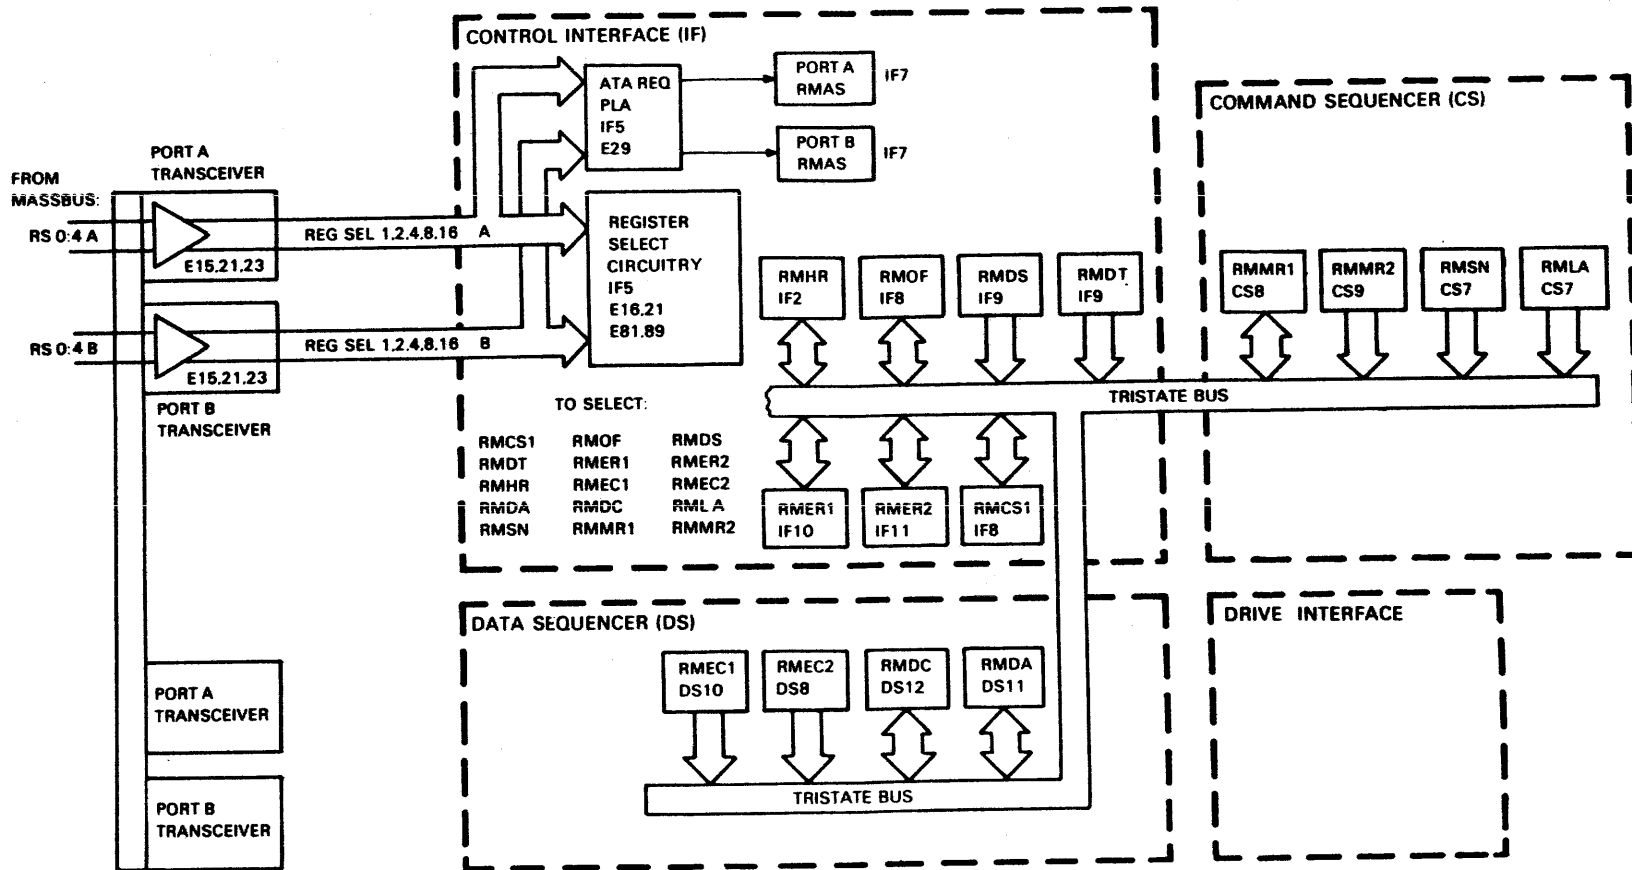 CONTROL INTERFACE (IF)
ATA REQ
PLA
IF5
E29
PORT A
RMAS
IF7
PORT B
RMAS
IF7
COMMAND SEQUENCER (CS)
PORT A
TRANSCEIVER
FROM
MASSBUS:
RS 0:4 A
E15,21,23
REG SEL 1,2,4,8,16 A
RS 0:4 B
E15,21,23
REG SEL 1,2,4,8,16 B
PORT B
TRANSCEIVER
REGISTER
SELECT
CIRCUITRY
IF5
E16,21
E81,89
RMHR
IF2
RMOF
IF8
RMDS
IF9
RMDT
IF9
RMMR1
CS8
RMMR2
CS9
RMSN
CS7
RMLA
CS7
TRISTATE BUS
TO SELECT:
RMCS1 RMOF RMDS
RMDT RMER1 RMER2
RMHR RMEC1 RMEC2
RMDA RMDC RMLA
RMSN RMMR1 RMMR2
RMER1
IF10
RMER2
IF11
RMCS1
IF8
DATA SEQUENCER (DS)
RMEC1
DS10
RMEC2
DS8
RMDC
DS12
RMDA
DS11
TRISTATE BUS
DRIVE INTERFACE
PORT A
TRANSCEIVER
PORT B
TRANSCEIVER